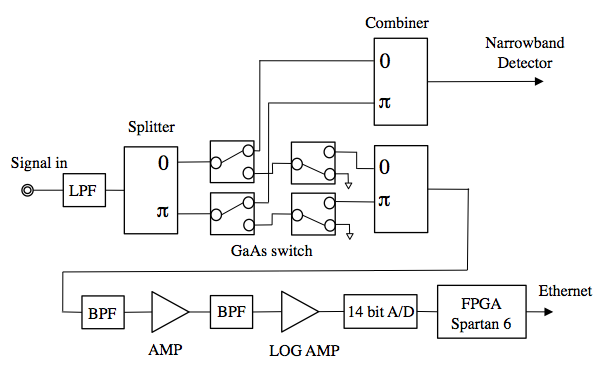 Combiner
Narrowband
Detector
0
π
Splitter
Signal in
LPF
0
π
0
π
GaAs switch
Ethernet
BPF
BPF
14 bit A/D
FPGA
Spartan 6
AMP
LOG AMP